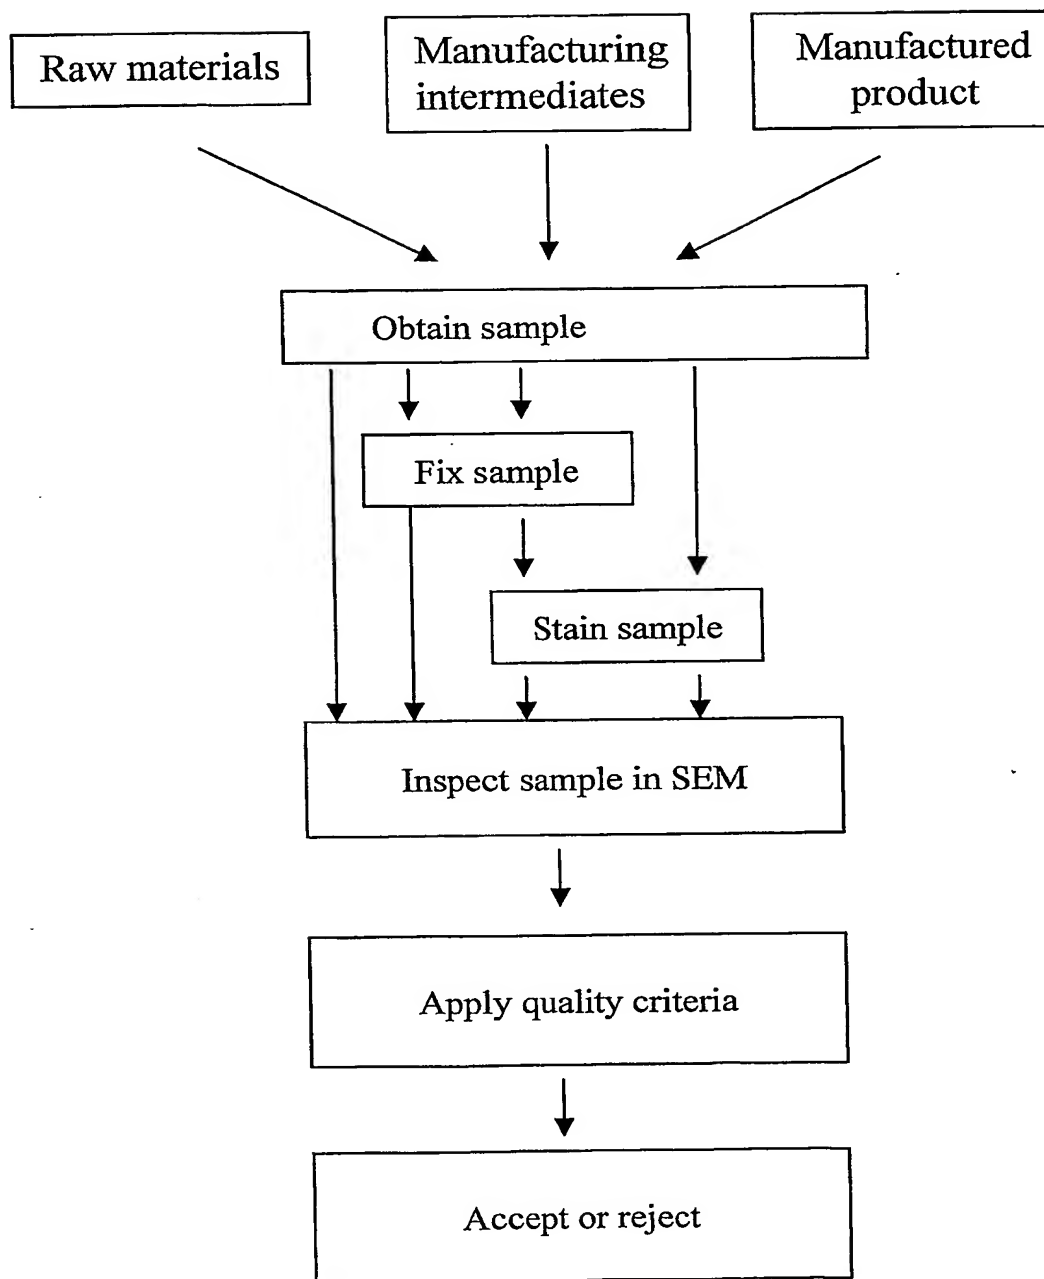 Raw materials
Manufacturing
intermediates
Manufactured
product
Obtain sample
Fix sample
Stain sample
Inspect sample in SEM
Apply quality criteria
Accept or reject